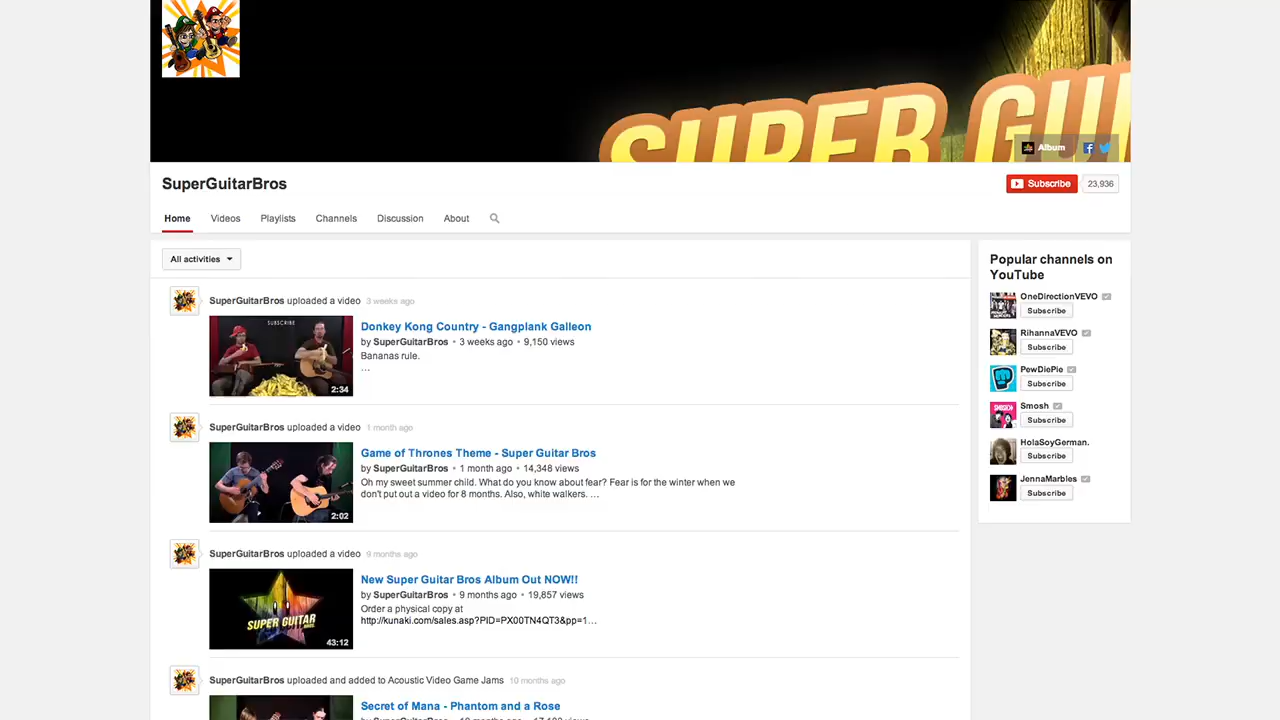 SUPER GUI
Album
SuperGuitarBros
Subscribe 23,936
Home Videos Playlists Channels Discussion About
All activities
SuperGuitarBros uploaded a video 3 weeks ago
SUBSCRIBE
2:34
Donkey Kong Country - Gangplank Galleon
by SuperGuitarBros • 3 weeks ago • 9,150 views
Bananas rule.
...
SuperGuitarBros uploaded a video 1 month ago
2:02
Game of Thrones Theme - Super Guitar Bros
by SuperGuitarBros • 1 month ago • 14,348 views
Oh my sweet summer child. What do you know about fear? Fear is for the winter when we
don't put out a video for 8 months. Also, white walkers. ...
SuperGuitarBros uploaded a video 9 months ago
SUPER GUITAR
43:12
New Super Guitar Bros Album Out NOW!!
by SuperGuitarBros • 9 months ago • 19,857 views
Order a physical copy at
http://kunaki.com/sales.asp?PID=PX00TN4QT3&pp=1...
SuperGuitarBros uploaded and added to Acoustic Video Game Jams 10 months ago
Secret of Mana - Phantom and a Rose
Popular channels on
YouTube
OneDirectionVEVO
Subscribe
RihannaVEVO
Subscribe
PewDiePie
Subscribe
Smosh
Subscribe
HolaSoyGerman.
Subscribe
JennaMarbles
Subscribe